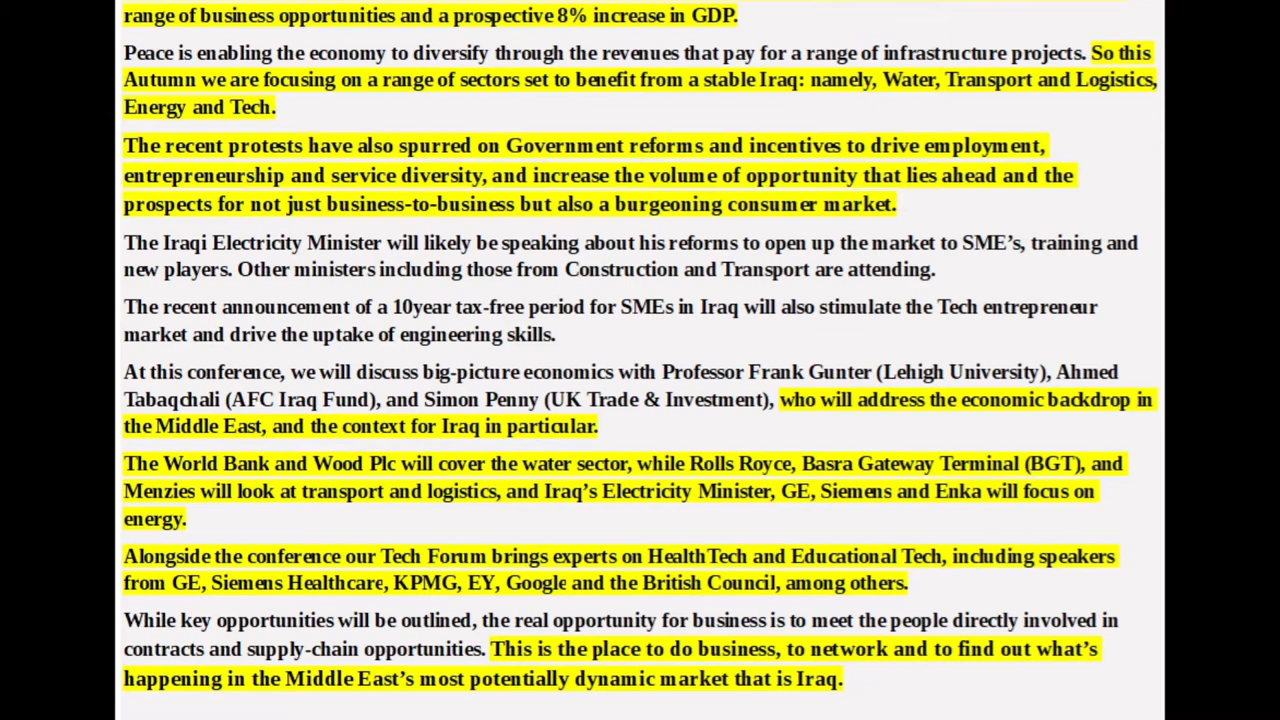 range of business opportunities and a prospective 8% increase in GDP.
Peace is enabling the economy to diversify through the revenues that pay for a range of infrastructure projects. So this
Autumn we are focusing on a range of sectors set to benefit from a stable Iraq: namely, Water, Transport and Logistics,
Energy and Tech.
The recent protests have also spurred on Government reforms and incentives to drive employment,
entrepreneurship and service diversity, and increase the volume of opportunity that lies ahead and the
prospects for not just business-to-business but also a burgeoning consumer market.
The Iraqi Electricity Minister will likely be speaking about his reforms to open up the market to SME’s, training and
new players. Other ministers including those from Construction and Transport are attending.
The recent announcement of a 10year tax-free period for SMEs in Iraq will also stimulate the Tech entrepreneur
market and drive the uptake of engineering skills.
At this conference, we will discuss big-picture economics with Professor Frank Gunter (Lehigh University), Ahmed
Tabaqchali (AFC Iraq Fund), and Simon Penny (UK Trade & Investment), who will address the economic backdrop in
the Middle East, and the context for Iraq in particular.
The World Bank and Wood Plc will cover the water sector, while Rolls Royce, Basra Gateway Terminal (BGT), and
Menzies will look at transport and logistics, and Iraq’s Electricity Minister, GE, Siemens and Enka will focus on
energy.
Alongside the conference our Tech Forum brings experts on HealthTech and Educational Tech, including speakers
from GE, Siemens Healthcare, KPMG, EY, Google and the British Council, among others.
While key opportunities will be outlined, the real opportunity for business is to meet the people directly involved in
contracts and supply-chain opportunities. This is the place to do business, to network and to find out what’s
happening in the Middle East’s most potentially dynamic market that is Iraq.